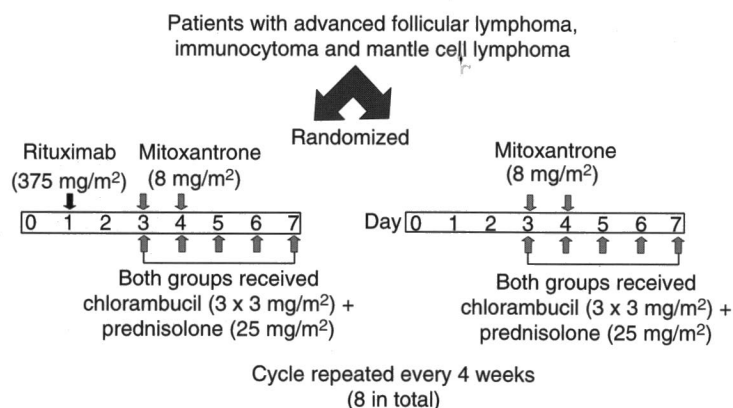 Patients with advanced follicular lymphoma,
immunocytoma and mantle cell lymphoma
Randomized
Rituximab
(375 mg/m²)
Mitoxantrone
(8 mg/m²)
0 1 2 3 4 5 6 7
Both groups received
chlorambucil (3 x 3 mg/m²) +
prednisolone (25 mg/m²)
Mitoxantrone
(8 mg/m²)
Day 0 1 2 3 4 5 6 7
Both groups received
chlorambucil (3 x 3 mg/m²) +
prednisolone (25 mg/m²)
Cycle repeated every 4 weeks
(8 in total)